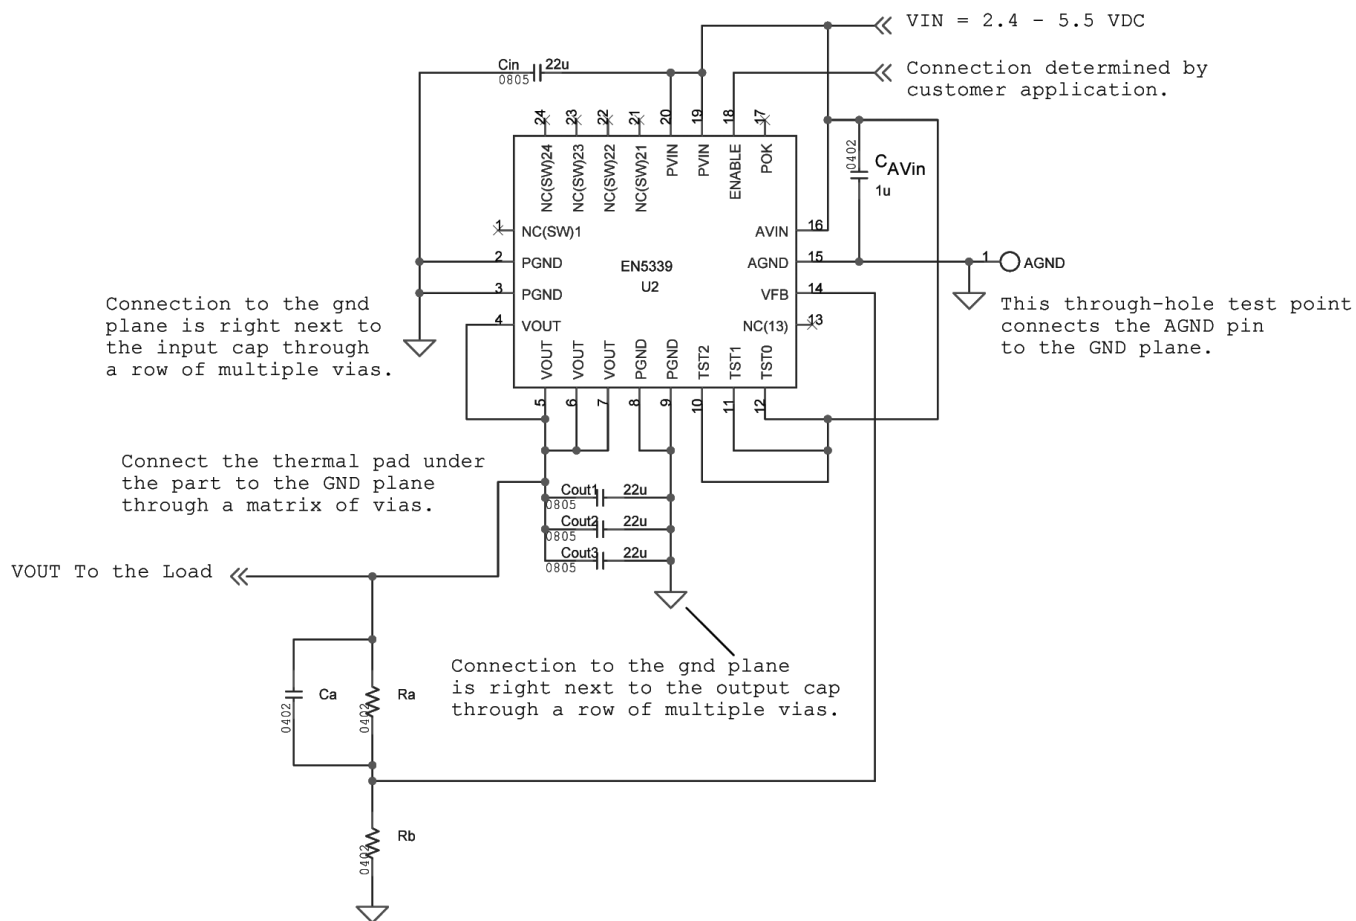 VIN = 2.4 - 5.5 VDC
Cin
22u
0805
Connection determined by
customer application.
24
23
22
21
20
19
18
17
NC(SW)24
NC(SW)23
NC(SW)22
NC(SW)21
PVIN
PVIN
ENABLE
POK
0402
CAVin
1u
1
NC(SW)1
AVIN
16
2
PGND
EN5339
U2
AGND
15
1
AGND
3
PGND
VFB
14
4
VOUT
NC(13)
13
Connection to the gnd
plane is right next to
the input cap through
a row of multiple vias.
This through-hole test point
connects the AGND pin
to the GND plane.
VOUT
VOUT
VOUT
PGND
PGND
TST2
TST1
TST0
5
6
7
8
9
10
11
12
Connect the thermal pad under
the part to the GND plane
through a matrix of vias.
Cout1
22u
0805
Cout2
22u
0805
Cout3
22u
0805
VOUT To the Load
Connection to the gnd plane
is right next to the output cap
through a row of multiple vias.
Ca
0402
Ra
0402
Rb
0402